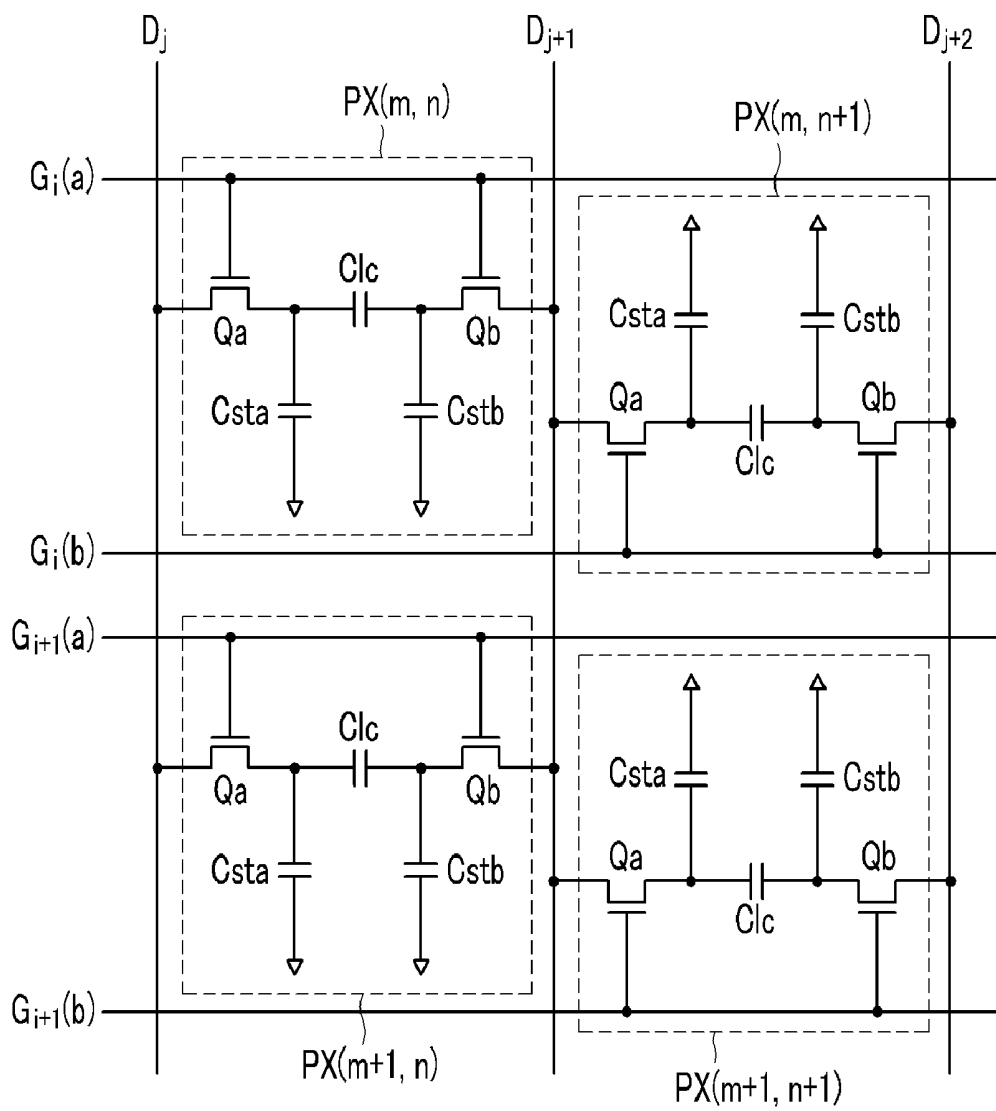 Dj Dj+1 Dj+2
PX(m, n)
PX(m, n+1)
Gi(a)
Clc
Qa Qb
Csta Cstb
Csta Cstb
Qa Qb
Clc
Gi(b)
Gi+1(a)
Clc
Qa Qb
Csta Cstb
Csta Cstb
Qa Qb
Clc
Gi+1(b)
PX(m+1, n)
PX(m+1, n+1)